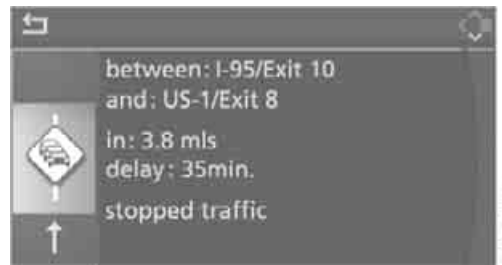 between: I-95/Exit 10
and: US-1/Exit 8
in: 3.8 mls
delay: 35min.
stopped traffic